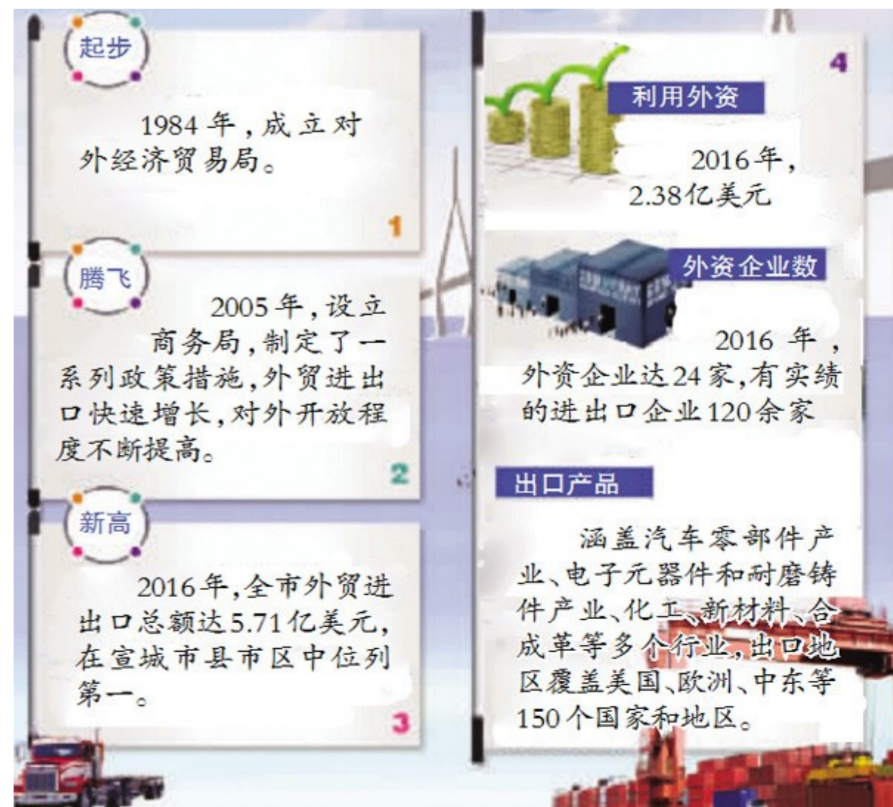 起步
1984年,成立对
外经济贸易局。
1
腾飞
2005年,设立
商务局,制定了一
系列政策措施,外贸进出
口快速增长,对外开放程
度不断提高。
2
新高
2016年,全市外贸进
出口总额达5.71亿美元,
在宣城市县市区中位列
第一。
3
4
利用外资
2016年,
2.38亿美元
外资企业数
2016年,
外资企业达24家,有实绩
的进出口企业120余家
出口产品
涵盖汽车零部件产
业、电子元器件和耐磨铸
件产业、化工、新材料、合
成革等多个行业,出口地
区覆盖美国、欧洲、中东等
150个国家和地区。